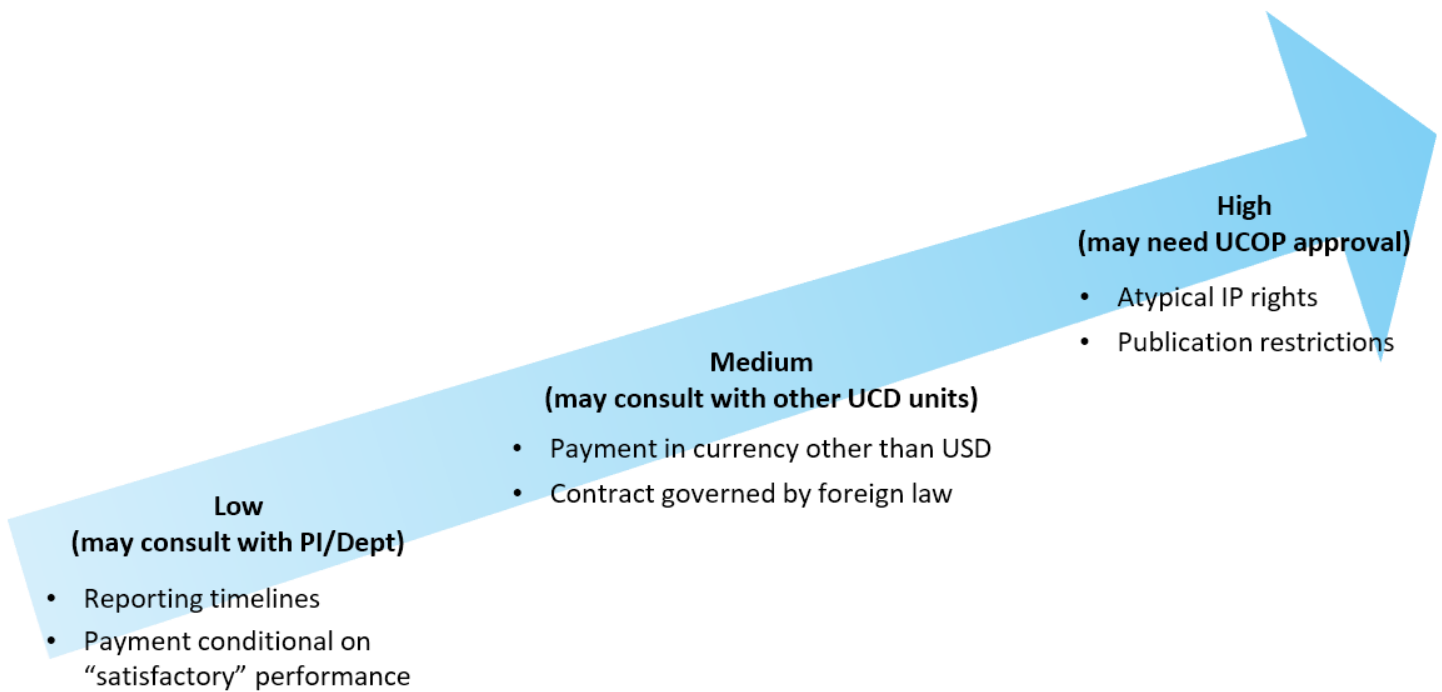 Low
(may consult with PI/Dept)
• Reporting timelines
• Payment conditional on
“satisfactory” performance
Medium
(may consult with other UCD units)
• Payment in currency other than USD
• Contract governed by foreign law
High
(may need UCOP approval)
• Atypical IP rights
• Publication restrictions